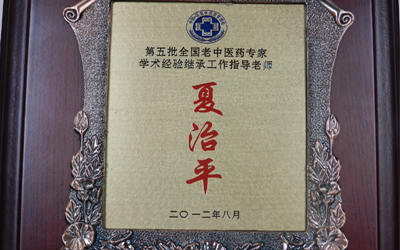 第五批全国老中医药专家
学术经验继承工作指导老师
夏治平
二〇一二年八月